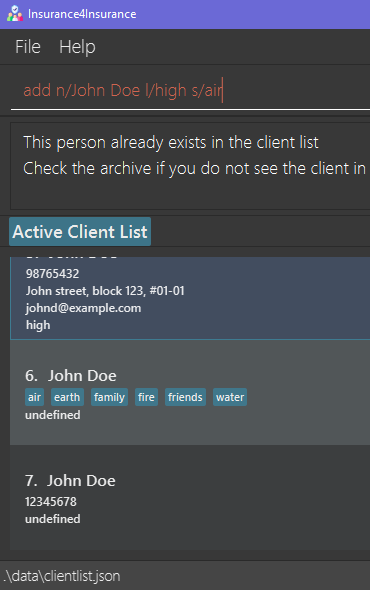 Insurance4Insurance
File Help
add n/John Doe l/high s/air
This person already exists in the client list
Check the archive if you do not see the client in
Active Client List
John Doe
98765432
John street, block 123, #01-01
johnd@example.com
high
6. John Doe
air earth family fire friends water
undefined
7. John Doe
12345678
undefined
.\data\clientlist.json